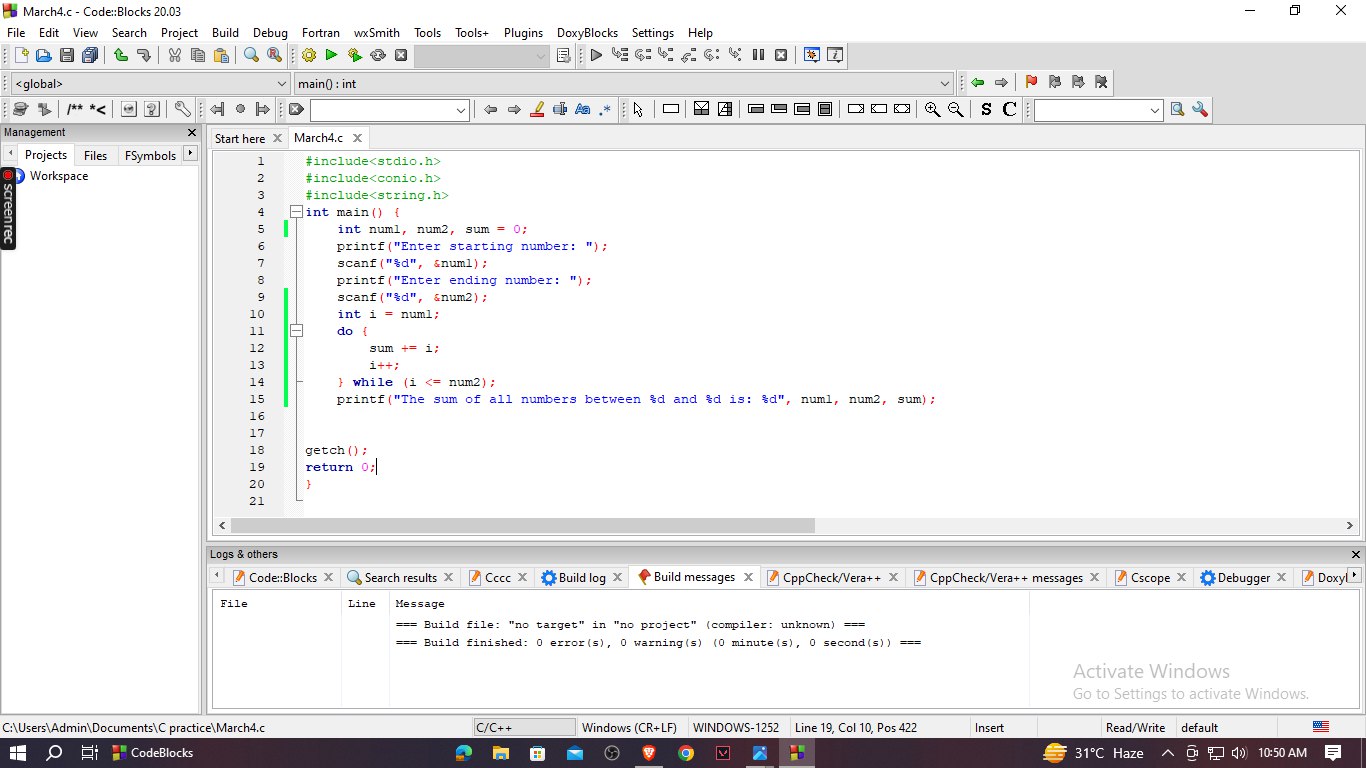 March4.c - Code::Blocks 20.03
File Edit View Search Project Build Debug Fortran wxSmith Tools Tools+ Plugins DoxyBlocks Settings Help
<global> main() : int
/** *< Aa .* S C
Management
Start here March4.c
Projects Files FSymbols
Workspace
screenrec
1 #include<stdio.h>
2 #include<conio.h>
3 #include<string.h>
4 int main() {
5 int num1, num2, sum = 0;
6 printf("Enter starting number: ");
7 scanf("%d", &num1);
8 printf("Enter ending number: ");
9 scanf("%d", &num2);
10 int i = num1;
11 do {
12 sum += i;
13 i++;
14 } while (i <= num2);
15 printf("The sum of all numbers between %d and %d is: %d", num1, num2, sum);
16
17
18 getch();
19 return 0;
20 }
21
Logs & others
Code::Blocks Search results Cccc Build log Build messages CppCheck/Vera++ CppCheck/Vera++ messages Cscope Debugger Doxyl
File Line Message
=== Build file: "no target" in "no project" (compiler: unknown) ===
=== Build finished: 0 error(s), 0 warning(s) (0 minute(s), 0 second(s)) ===
Activate Windows
Go to Settings to activate Windows.
C:\Users\Admin\Documents\C practice\March4.c C/C++ Windows (CR+LF) WINDOWS-1252 Line 19, Col 10, Pos 422 Insert Read/Write default
CodeBlocks 31°C Haze 10:50 AM